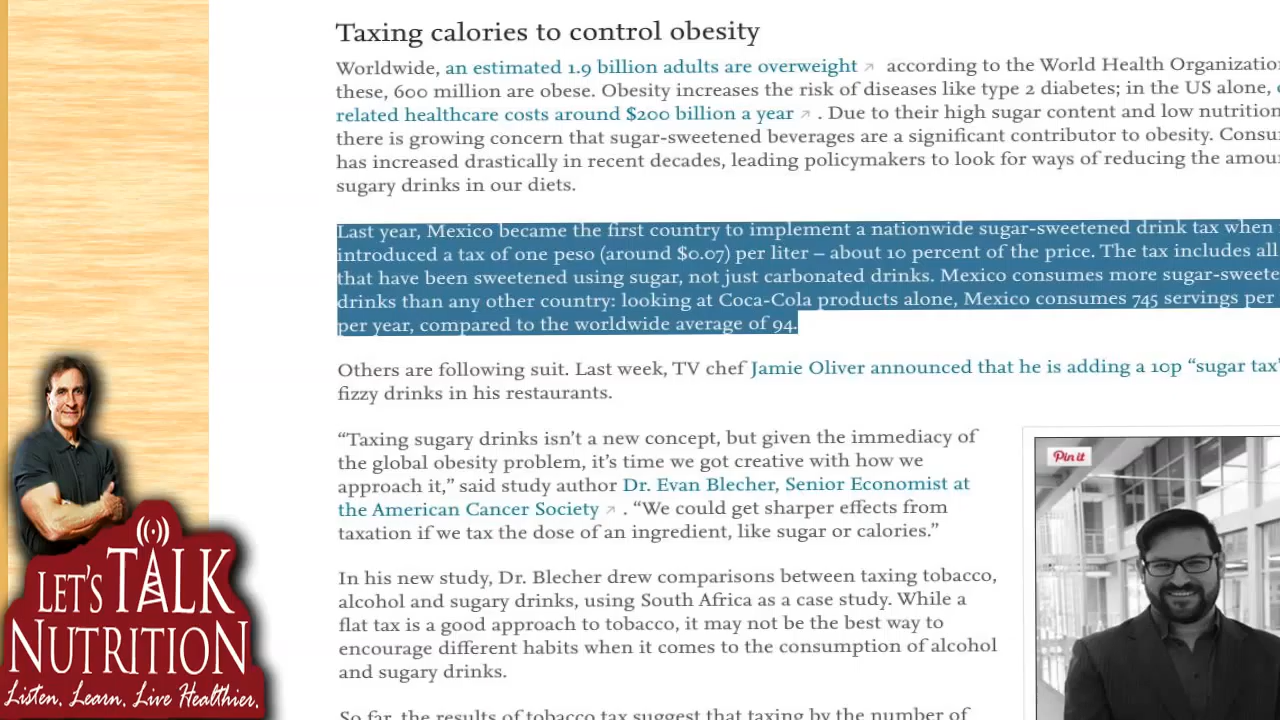 Taxing calories to control obesity
Worldwide, an estimated 1.9 billion adults are overweight according to the World Health Organizatio
these, 600 million are obese. Obesity increases the risk of diseases like type 2 diabetes; in the US alone,
related healthcare costs around $200 billion a year . Due to their high sugar content and low nutrition
there is growing concern that sugar-sweetened beverages are a significant contributor to obesity. Consu
has increased drastically in recent decades, leading policymakers to look for ways of reducing the amou
sugary drinks in our diets.
Last year, Mexico became the first country to implement a nationwide sugar-sweetened drink tax when
introduced a tax of one peso (around $0.07) per liter – about 10 percent of the price. The tax includes all
that have been sweetened using sugar, not just carbonated drinks. Mexico consumes more sugar-sweete
drinks than any other country: looking at Coca-Cola products alone, Mexico consumes 745 servings per
per year, compared to the worldwide average of 94.
Others are following suit. Last week, TV chef Jamie Oliver announced that he is adding a 10p “sugar tax”
fizzy drinks in his restaurants.
“Taxing sugary drinks isn’t a new concept, but given the immediacy of
the global obesity problem, it’s time we got creative with how we
approach it,” said study author Dr. Evan Blecher, Senior Economist at
the American Cancer Society . “We could get sharper effects from
taxation if we tax the dose of an ingredient, like sugar or calories.”
In his new study, Dr. Blecher drew comparisons between taxing tobacco,
alcohol and sugary drinks, using South Africa as a case study. While a
flat tax is a good approach to tobacco, it may not be the best way to
encourage different habits when it comes to the consumption of alcohol
and sugary drinks.
So far, the results of tobacco tax suggest that taxing by the number of
Pin it
LET'S TALK
NUTRITION
Listen. Learn. Live Healthier.